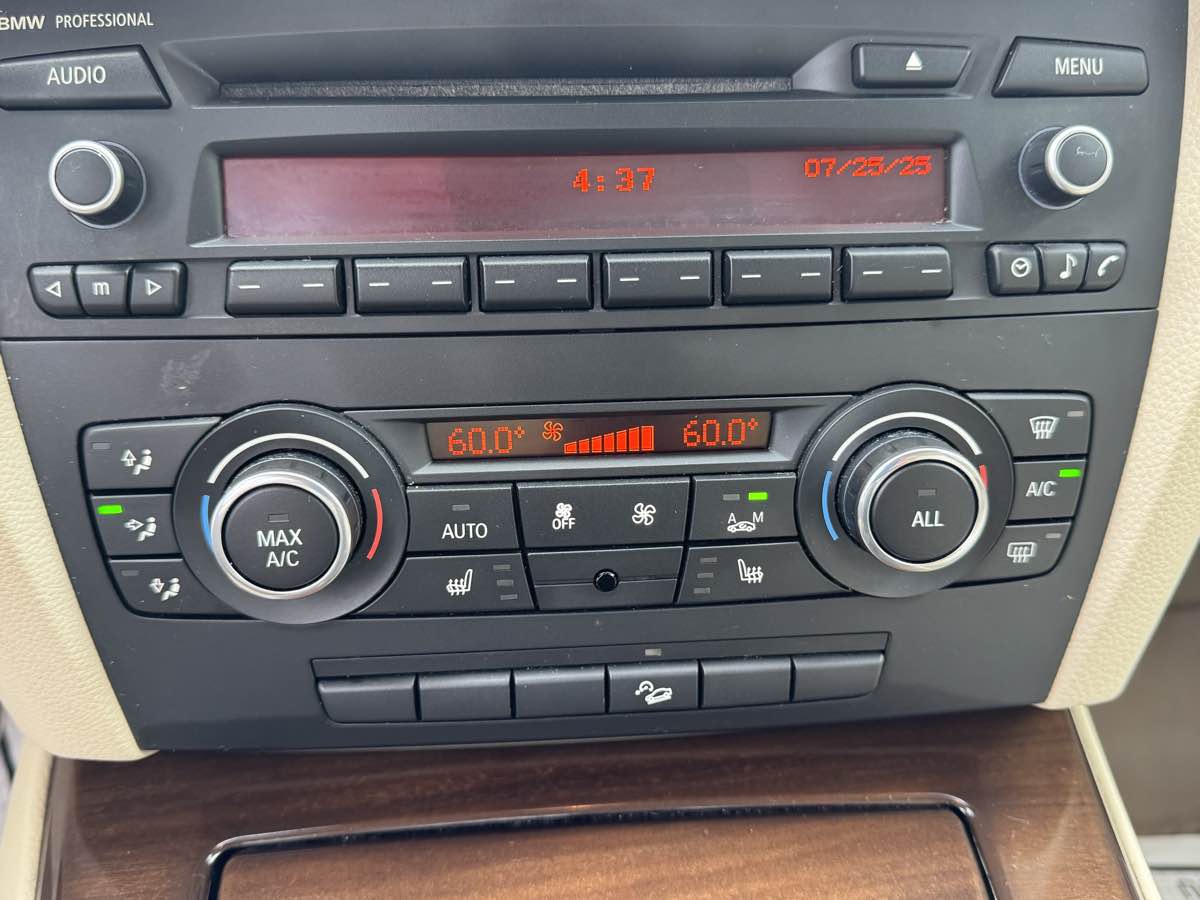 BMW PROFESSIONAL
AUDIO
MENU
4:37
07/25/25
m
60.0°
60.0°
MAX
A/C
AUTO
OFF
A M
ALL
A/C